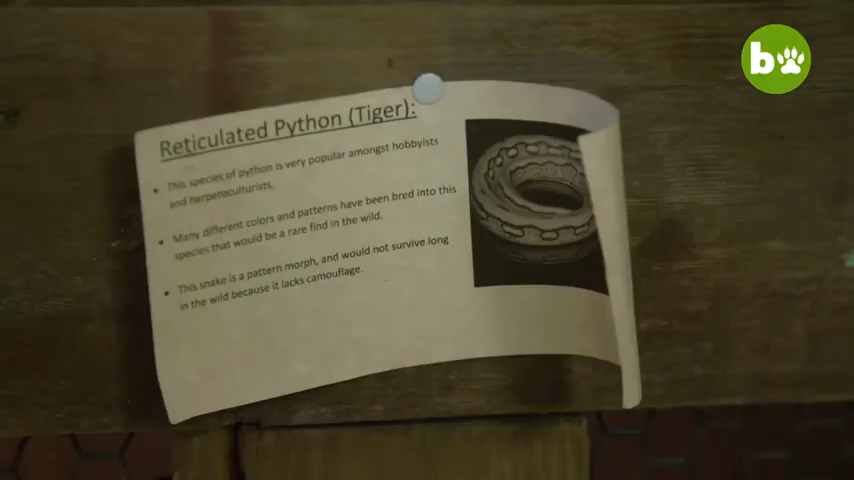 b
Reticulated Python (Tiger):
• This species of python is very popular amongst hobbyists
and herpetoculturists.
• Many different colors and patterns have been bred into this
species that would be a rare find in the wild.
• This snake is a pattern morph, and would not survive long
in the wild because it lacks camouflage.